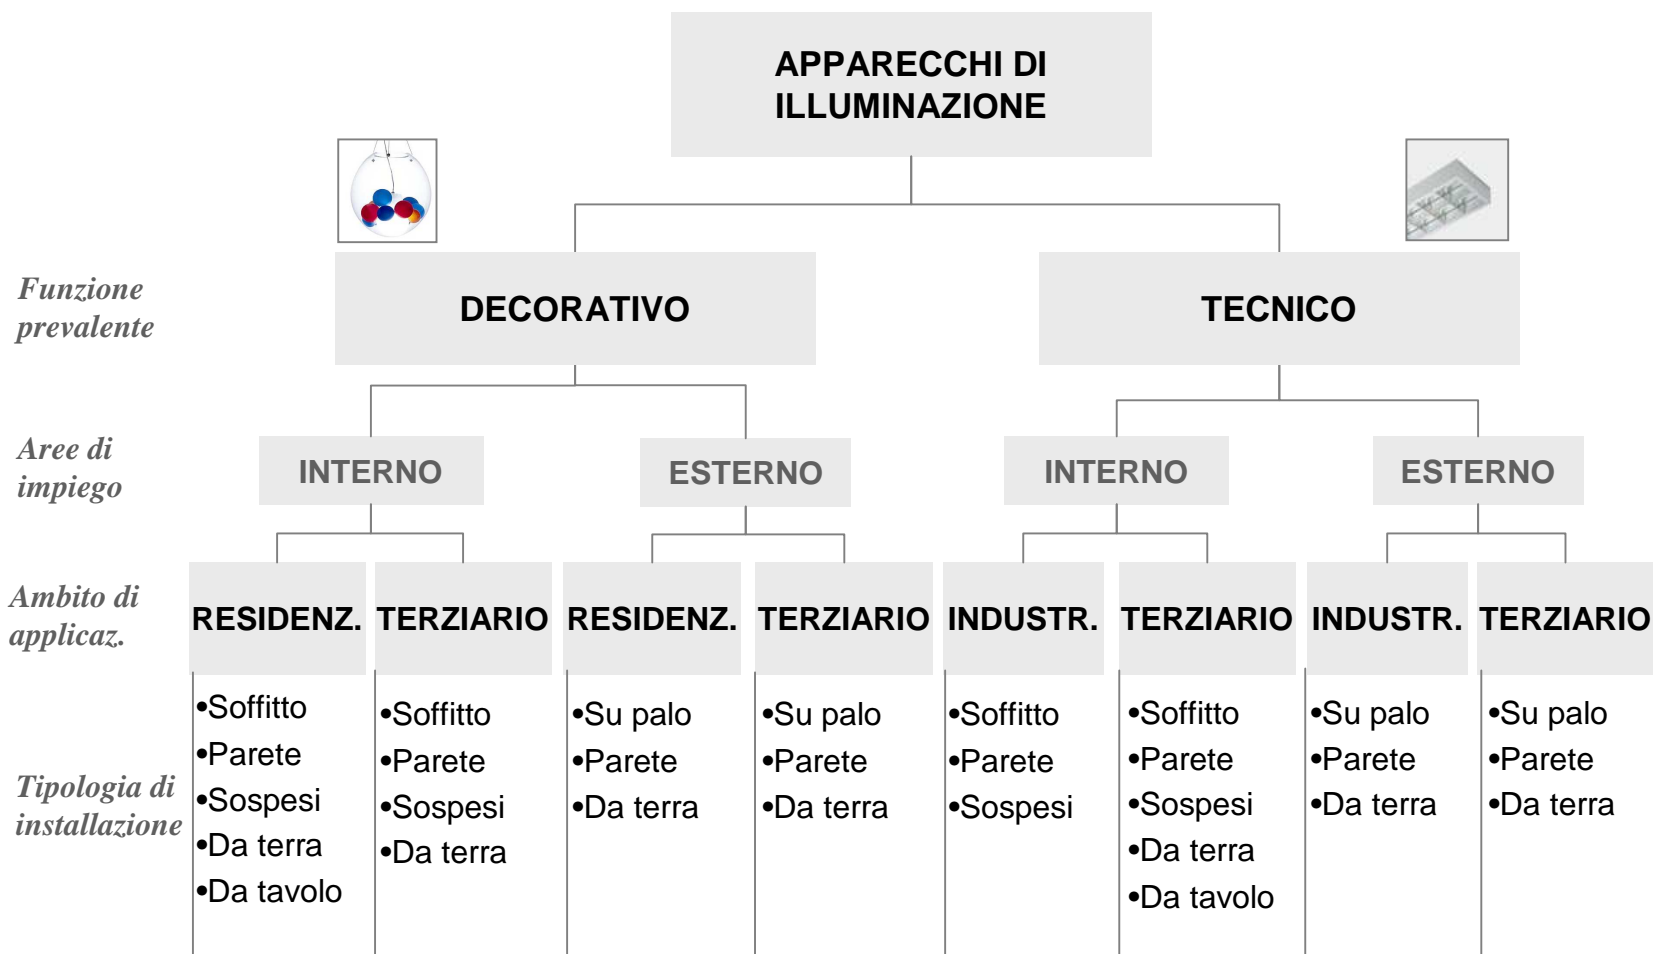 APPARECCHI DI
ILLUMINAZIONE
Funzione
prevalente
DECORATIVO
TECNICO
Aree di
impiego
INTERNO
ESTERNO
INTERNO
ESTERNO
Ambito di
applicaz.
RESIDENZ.
TERZIARIO
RESIDENZ.
TERZIARIO
INDUSTR.
TERZIARIO
INDUSTR.
TERZIARIO
Tipologia di
installazione
•Soffitto
•Parete
•Sospesi
•Da terra
•Da tavolo
•Soffitto
•Parete
•Sospesi
•Da terra
•Su palo
•Parete
•Da terra
•Su palo
•Parete
•Da terra
•Soffitto
•Parete
•Sospesi
•Soffitto
•Parete
•Sospesi
•Da terra
•Da tavolo
•Su palo
•Parete
•Da terra
•Su palo
•Parete
•Da terra